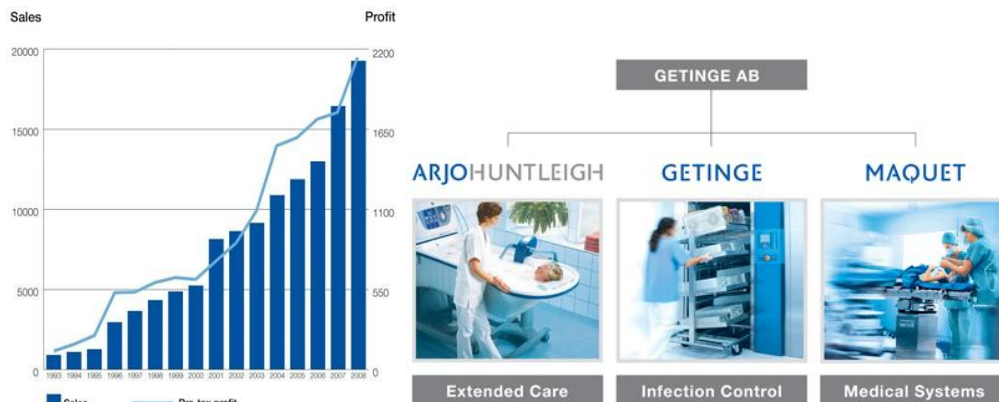 Sales
Profit
20000
15000
10000
5000
0
2200
1650
1100
550
0
1993 1994 1995 1996 1997 1998 1999 2000 2001 2002 2003 2004 2005 2006 2007 2008
Sales
Pre-tax profit
GETINGE AB
ARJOHUNTLEIGH
GETINGE
MAQUET
Extended Care
Infection Control
Medical Systems